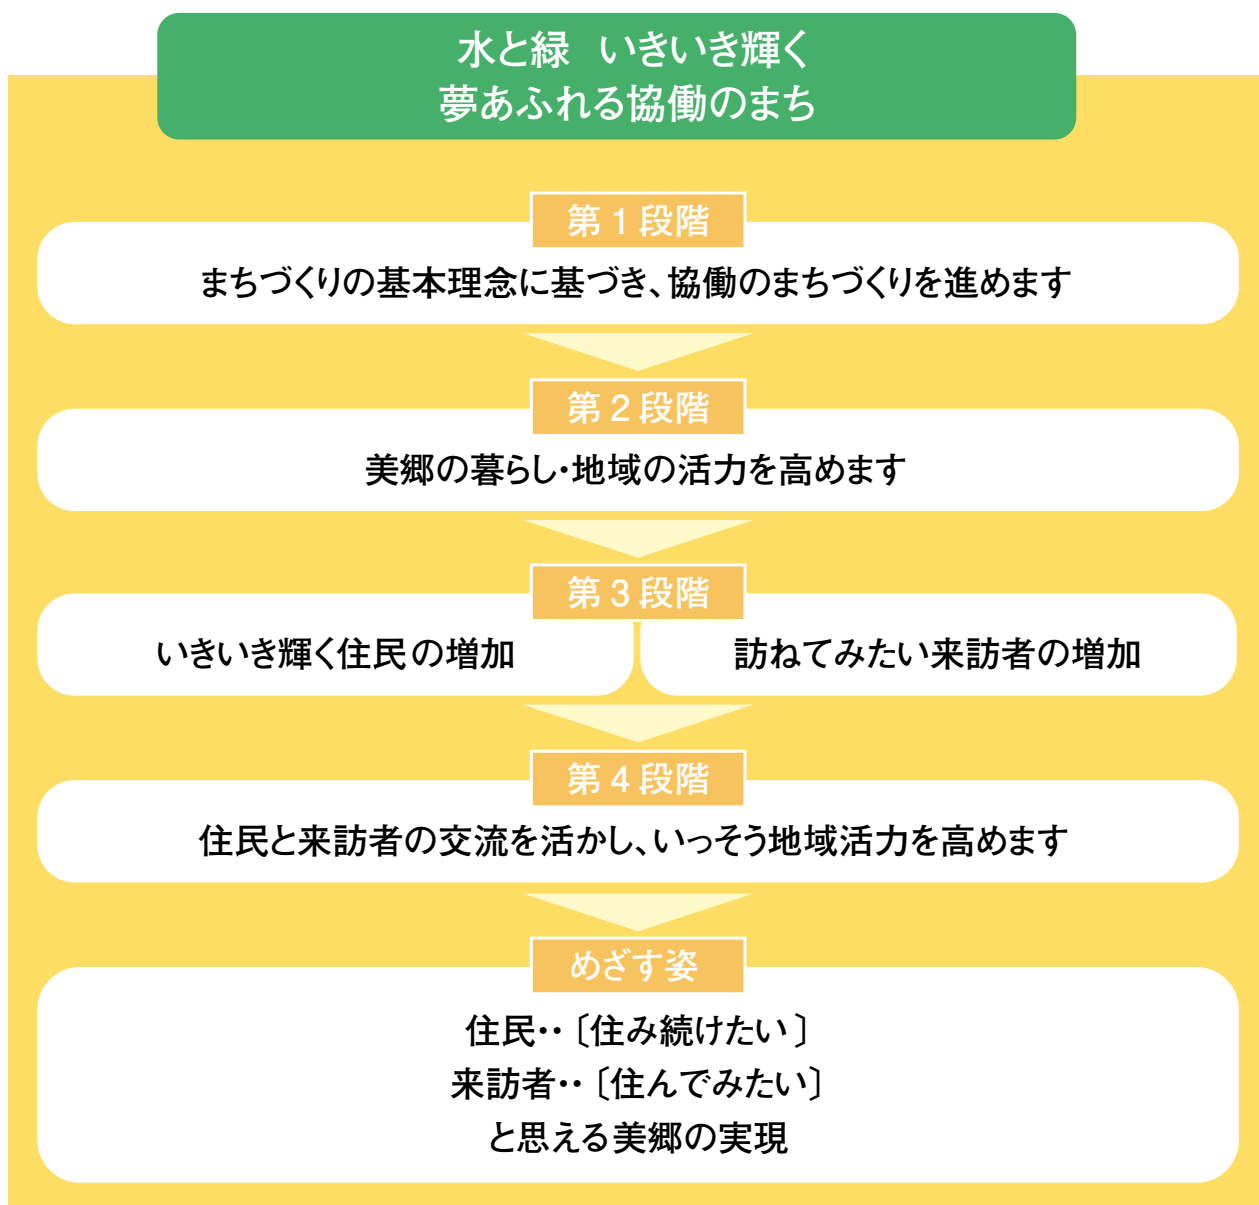 水と緑　いきいき輝く
夢あふれる協働のまち
第1段階
まちづくりの基本理念に基づき、協働のまちづくりを進めます
第2段階
美郷の暮らし・地域の活力を高めます
第3段階
いきいき輝く住民の増加
訪ねてみたい来訪者の増加
第4段階
住民と来訪者の交流を活かし、いっそう地域活力を高めます
めざす姿
住民‥〔住み続けたい〕
来訪者‥〔住んでみたい〕
と思える美郷の実現